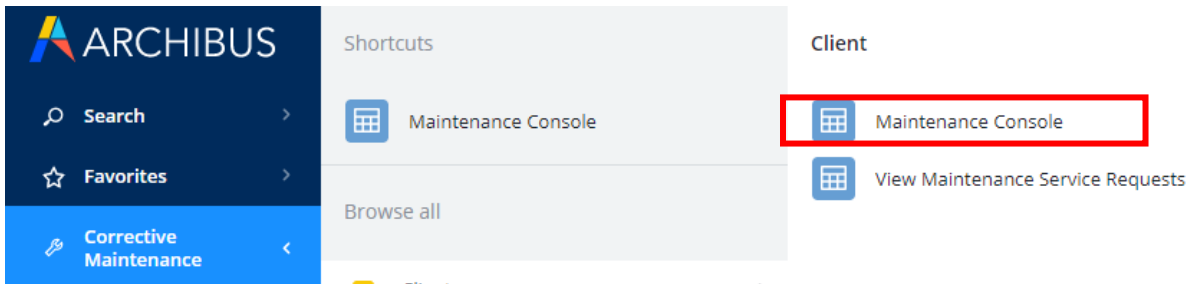 ARCHIBUS
Search
Favorites
Corrective
Maintenance
Shortcuts
Maintenance Console
Browse all
Client
Maintenance Console
View Maintenance Service Requests